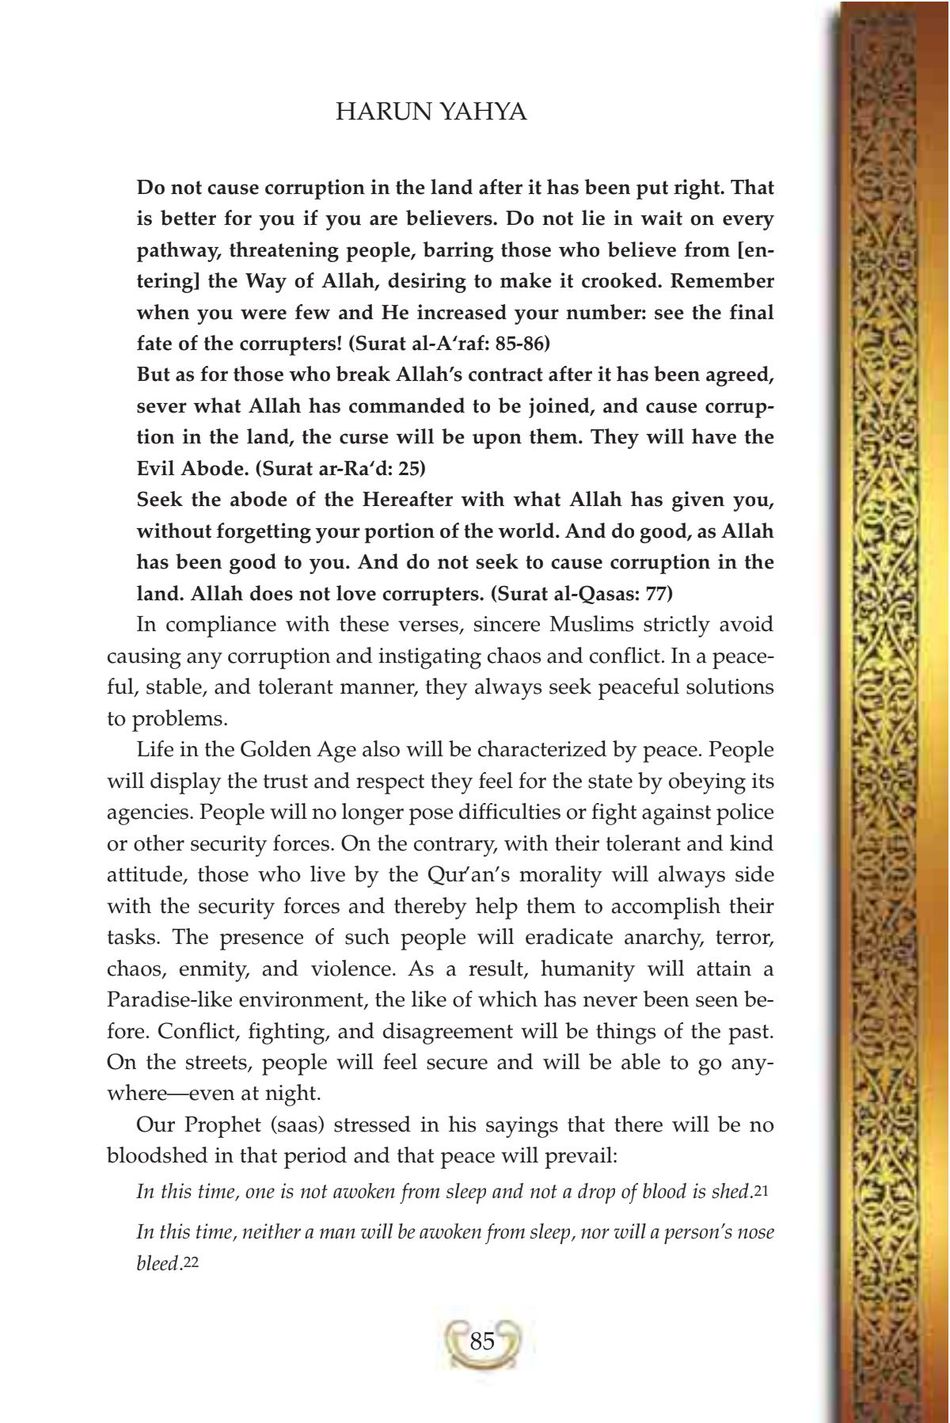 HARUN YAHYA
Do not cause corruption in the land after it has been put right. That
is better for you if you are believers. Do not lie in wait on every
pathway, threatening people, barring those who believe from [en-
tering] the Way of Allah, desiring to make it crooked. Remember
when you were few and He increased your number: see the final
fate of the corrupters! (Surat al-A‘raf: 85-86)
But as for those who break Allah’s contract after it has been agreed,
sever what Allah has commanded to be joined, and cause corrup-
tion in the land, the curse will be upon them. They will have the
Evil Abode. (Surat ar-Ra‘d: 25)
Seek the abode of the Hereafter with what Allah has given you,
without forgetting your portion of the world. And do good, as Allah
has been good to you. And do not seek to cause corruption in the
land. Allah does not love corrupters. (Surat al-Qasas: 77)
In compliance with these verses, sincere Muslims strictly avoid
causing any corruption and instigating chaos and conflict. In a peace-
ful, stable, and tolerant manner, they always seek peaceful solutions
to problems.
Life in the Golden Age also will be characterized by peace. People
will display the trust and respect they feel for the state by obeying its
agencies. People will no longer pose difficulties or fight against police
or other security forces. On the contrary, with their tolerant and kind
attitude, those who live by the Qur’an’s morality will always side
with the security forces and thereby help them to accomplish their
tasks. The presence of such people will eradicate anarchy, terror,
chaos, enmity, and violence. As a result, humanity will attain a
Paradise-like environment, the like of which has never been seen be-
fore. Conflict, fighting, and disagreement will be things of the past.
On the streets, people will feel secure and will be able to go any-
where—even at night.
Our Prophet (saas) stressed in his sayings that there will be no
bloodshed in that period and that peace will prevail:
In this time, one is not awoken from sleep and not a drop of blood is shed.21
In this time, neither a man will be awoken from sleep, nor will a person’s nose
bleed.22
85